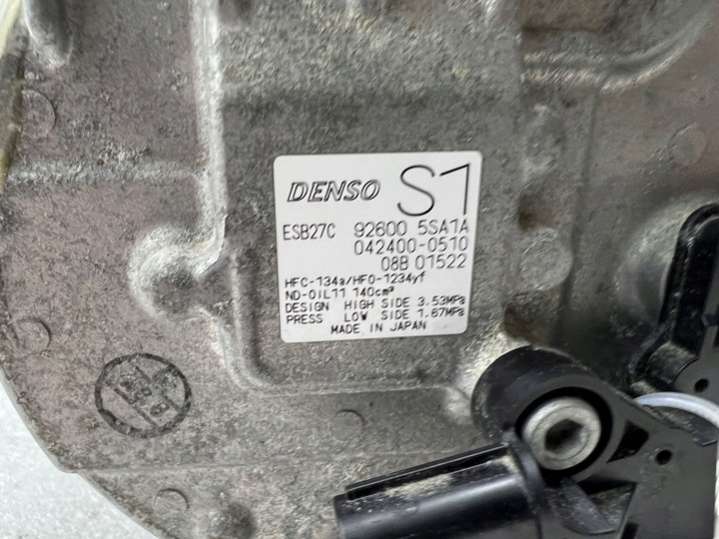 DENSO S1
ESB27C 92600 5SA1A
042400-0510
08B 01522
HFC-134a/HFO-1234yf
ND-OIL11 140cm³
DESIGN HIGH SIDE 3.53MPa
PRESS LOW SIDE 1.67MPa
MADE IN JAPAN